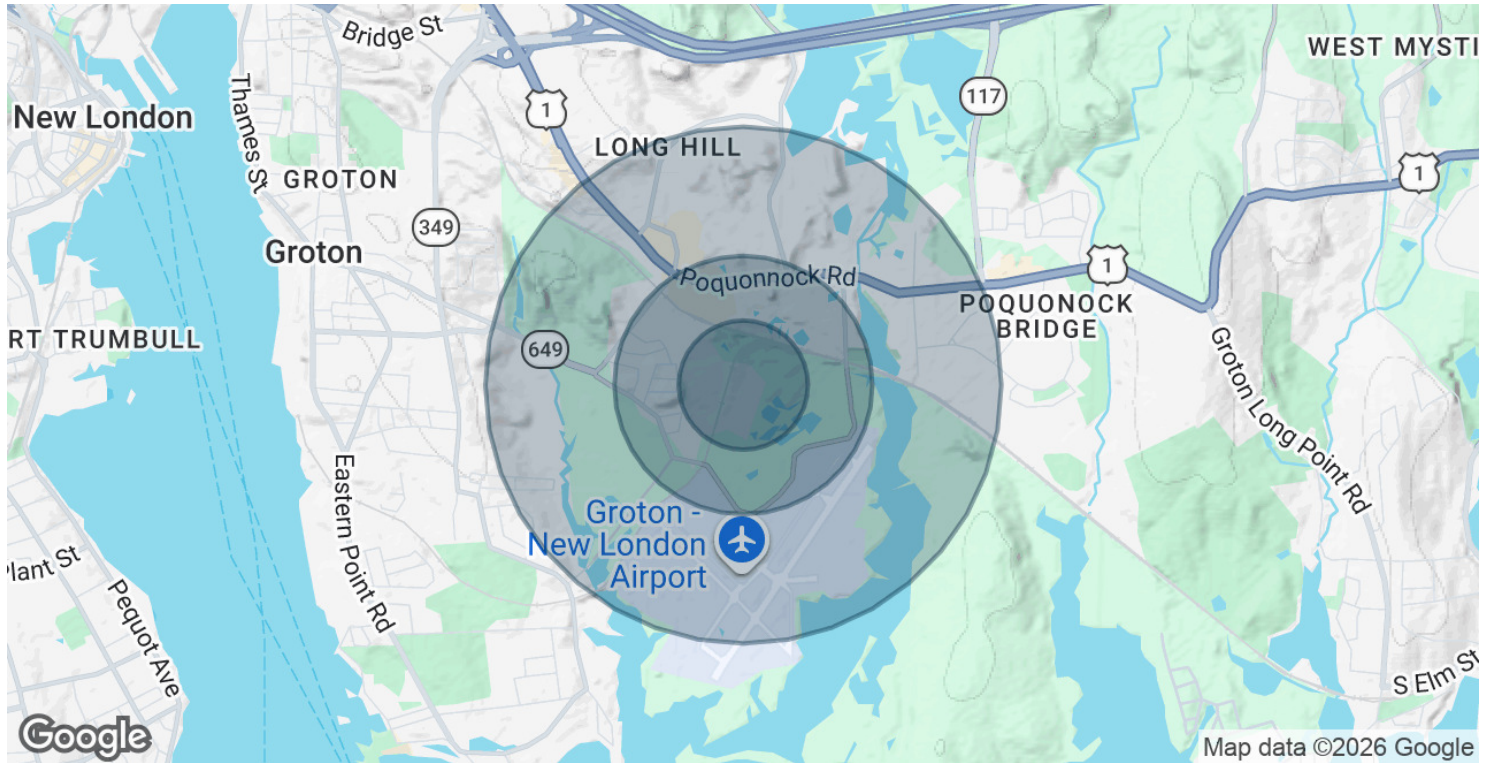 Bridge St
WEST MYSTI
New London
Thames St
1
117
LONG HILL
GROTON
1
349
Groton
Poquonnock Rd
1
POQUONOCK
BRIDGE
RT TRUMBULL
649
Groton Long Point Rd
Eastern Point Rd
Groton -
New London
Airport
Plant St
Pequot Ave
S Elm St
Google
Map data ©2026 Google